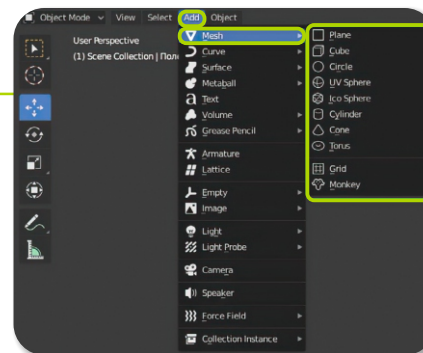 Object Mode View Select Add Object
User Perspective
(1) Scene Collection | Поле
Mesh
Curve
Surface
Metaball
Text
Volume
Grease Pencil
Armature
Lattice
Empty
Image
Light
Light Probe
Camera
Speaker
Force Field
Collection Instance
Plane
Cube
Circle
UV Sphere
Ico Sphere
Cylinder
Cone
Torus
Grid
Monkey